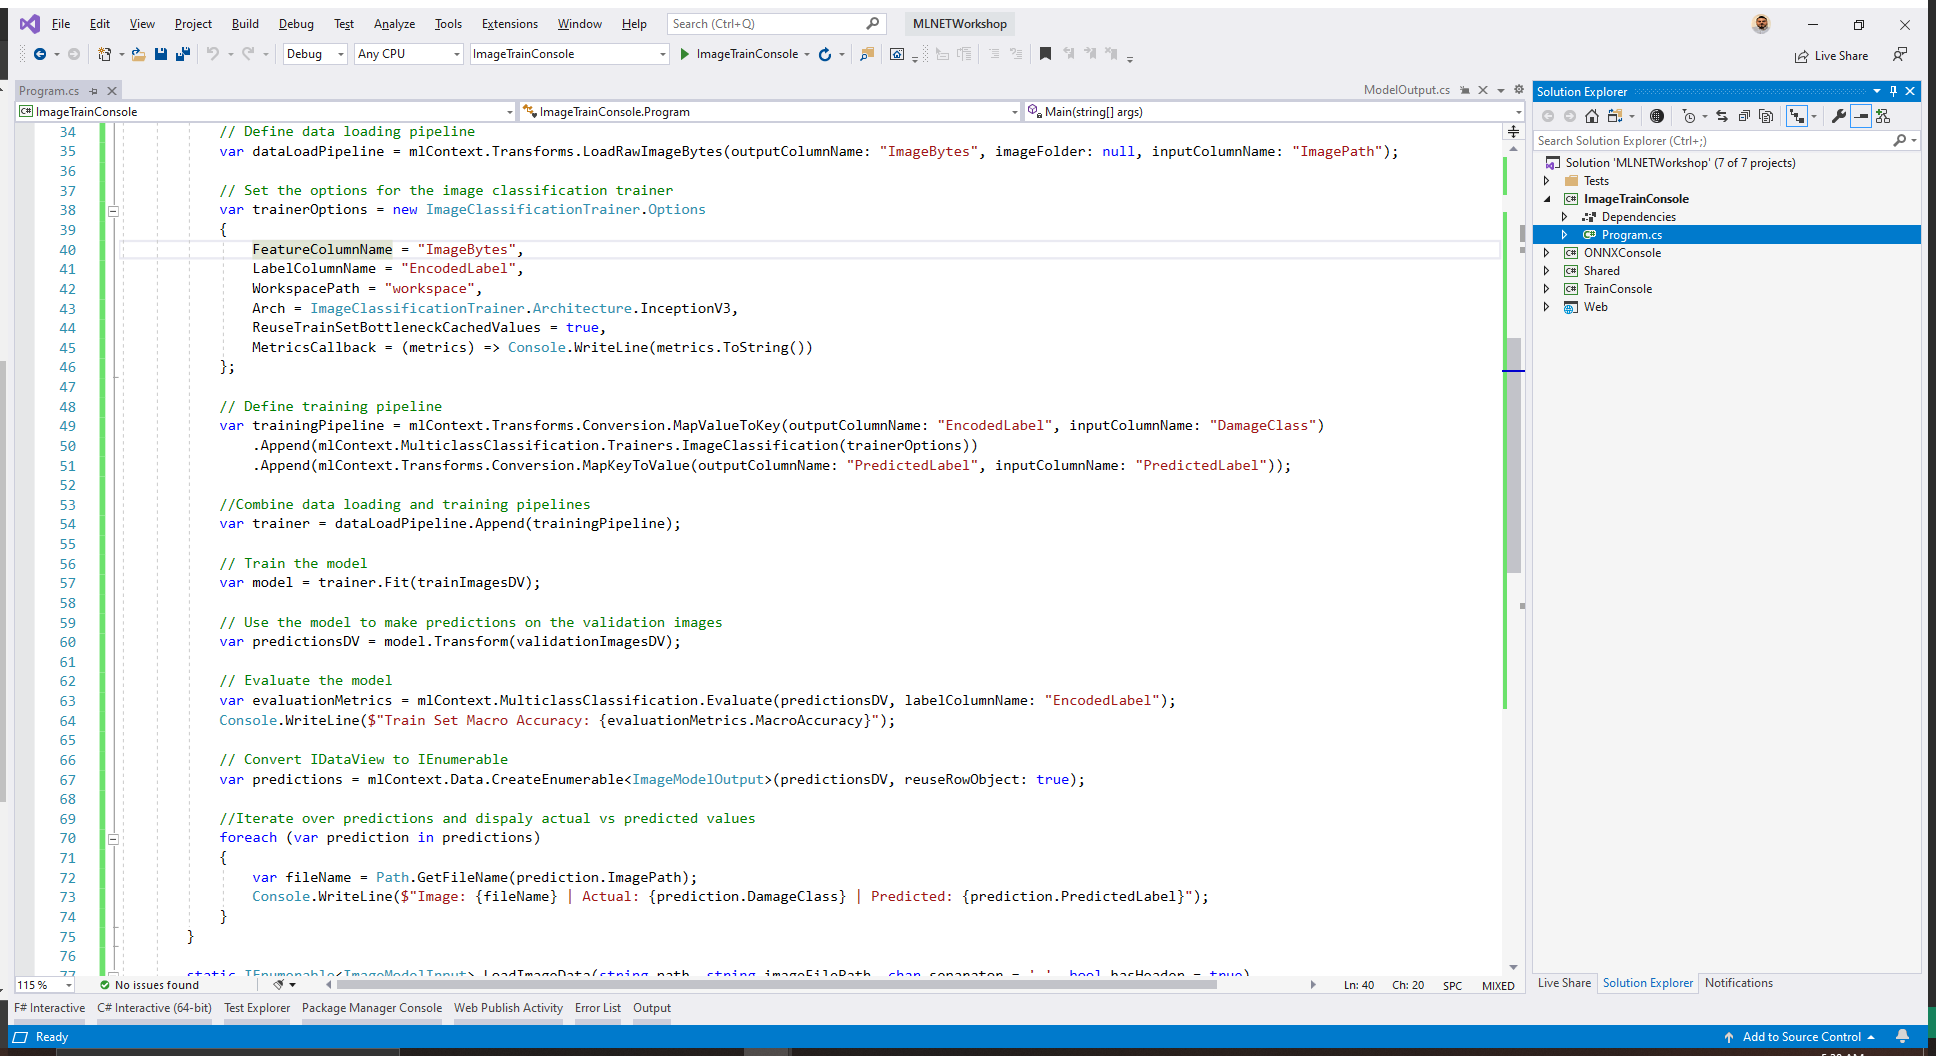 File Edit View Project Build Debug Test Analyze Tools Extensions Window Help Search (Ctrl+Q) MLNETWorkshop
Debug Any CPU ImageTrainConsole ImageTrainConsole Live Share
Program.cs ModelOutput.cs
ImageTrainConsole ImageTrainConsole.Program Main(string[] args)
34 // Define data loading pipeline
35 var dataLoadPipeline = mlContext.Transforms.LoadRawImageBytes(outputColumnName: "ImageBytes", imageFolder: null, inputColumnName: "ImagePath");
36
37 // Set the options for the image classification trainer
38 var trainerOptions = new ImageClassificationTrainer.Options
39 {
40 FeatureColumnName = "ImageBytes",
41 LabelColumnName = "EncodedLabel",
42 WorkspacePath = "workspace",
43 Arch = ImageClassificationTrainer.Architecture.InceptionV3,
44 ReuseTrainSetBottleneckCachedValues = true,
45 MetricsCallback = (metrics) => Console.WriteLine(metrics.ToString())
46 };
47
48 // Define training pipeline
49 var trainingPipeline = mlContext.Transforms.Conversion.MapValueToKey(outputColumnName: "EncodedLabel", inputColumnName: "DamageClass")
50 .Append(mlContext.MulticlassClassification.Trainers.ImageClassification(trainerOptions))
51 .Append(mlContext.Transforms.Conversion.MapKeyToValue(outputColumnName: "PredictedLabel", inputColumnName: "PredictedLabel"));
52
53 //Combine data loading and training pipelines
54 var trainer = dataLoadPipeline.Append(trainingPipeline);
55
56 // Train the model
57 var model = trainer.Fit(trainImagesDV);
58
59 // Use the model to make predictions on the validation images
60 var predictionsDV = model.Transform(validationImagesDV);
61
62 // Evaluate the model
63 var evaluationMetrics = mlContext.MulticlassClassification.Evaluate(predictionsDV, labelColumnName: "EncodedLabel");
64 Console.WriteLine($"Train Set Macro Accuracy: {evaluationMetrics.MacroAccuracy}");
65
66 // Convert IDataView to IEnumerable
67 var predictions = mlContext.Data.CreateEnumerable<ImageModelOutput>(predictionsDV, reuseRowObject: true);
68
69 //Iterate over predictions and dispaly actual vs predicted values
70 foreach (var prediction in predictions)
71 {
72 var fileName = Path.GetFileName(prediction.ImagePath);
73 Console.WriteLine($"Image: {fileName} | Actual: {prediction.DamageClass} | Predicted: {prediction.PredictedLabel}");
74 }
75 }
76
77 static IEnumerable<ImageModelInput> LoadImageData(string path, string imageFilePath, char separator = ',', bool hasHeader = true)
115 % No issues found Ln: 40 Ch: 20 SPC MIXED
Solution Explorer
Search Solution Explorer (Ctrl+;)
Solution 'MLNETWorkshop' (7 of 7 projects)
Tests
ImageTrainConsole
Dependencies
Program.cs
ONNXConsole
Shared
TrainConsole
Web
Live Share Solution Explorer Notifications
F# Interactive C# Interactive (64-bit) Test Explorer Package Manager Console Web Publish Activity Error List Output
Ready Add to Source Control